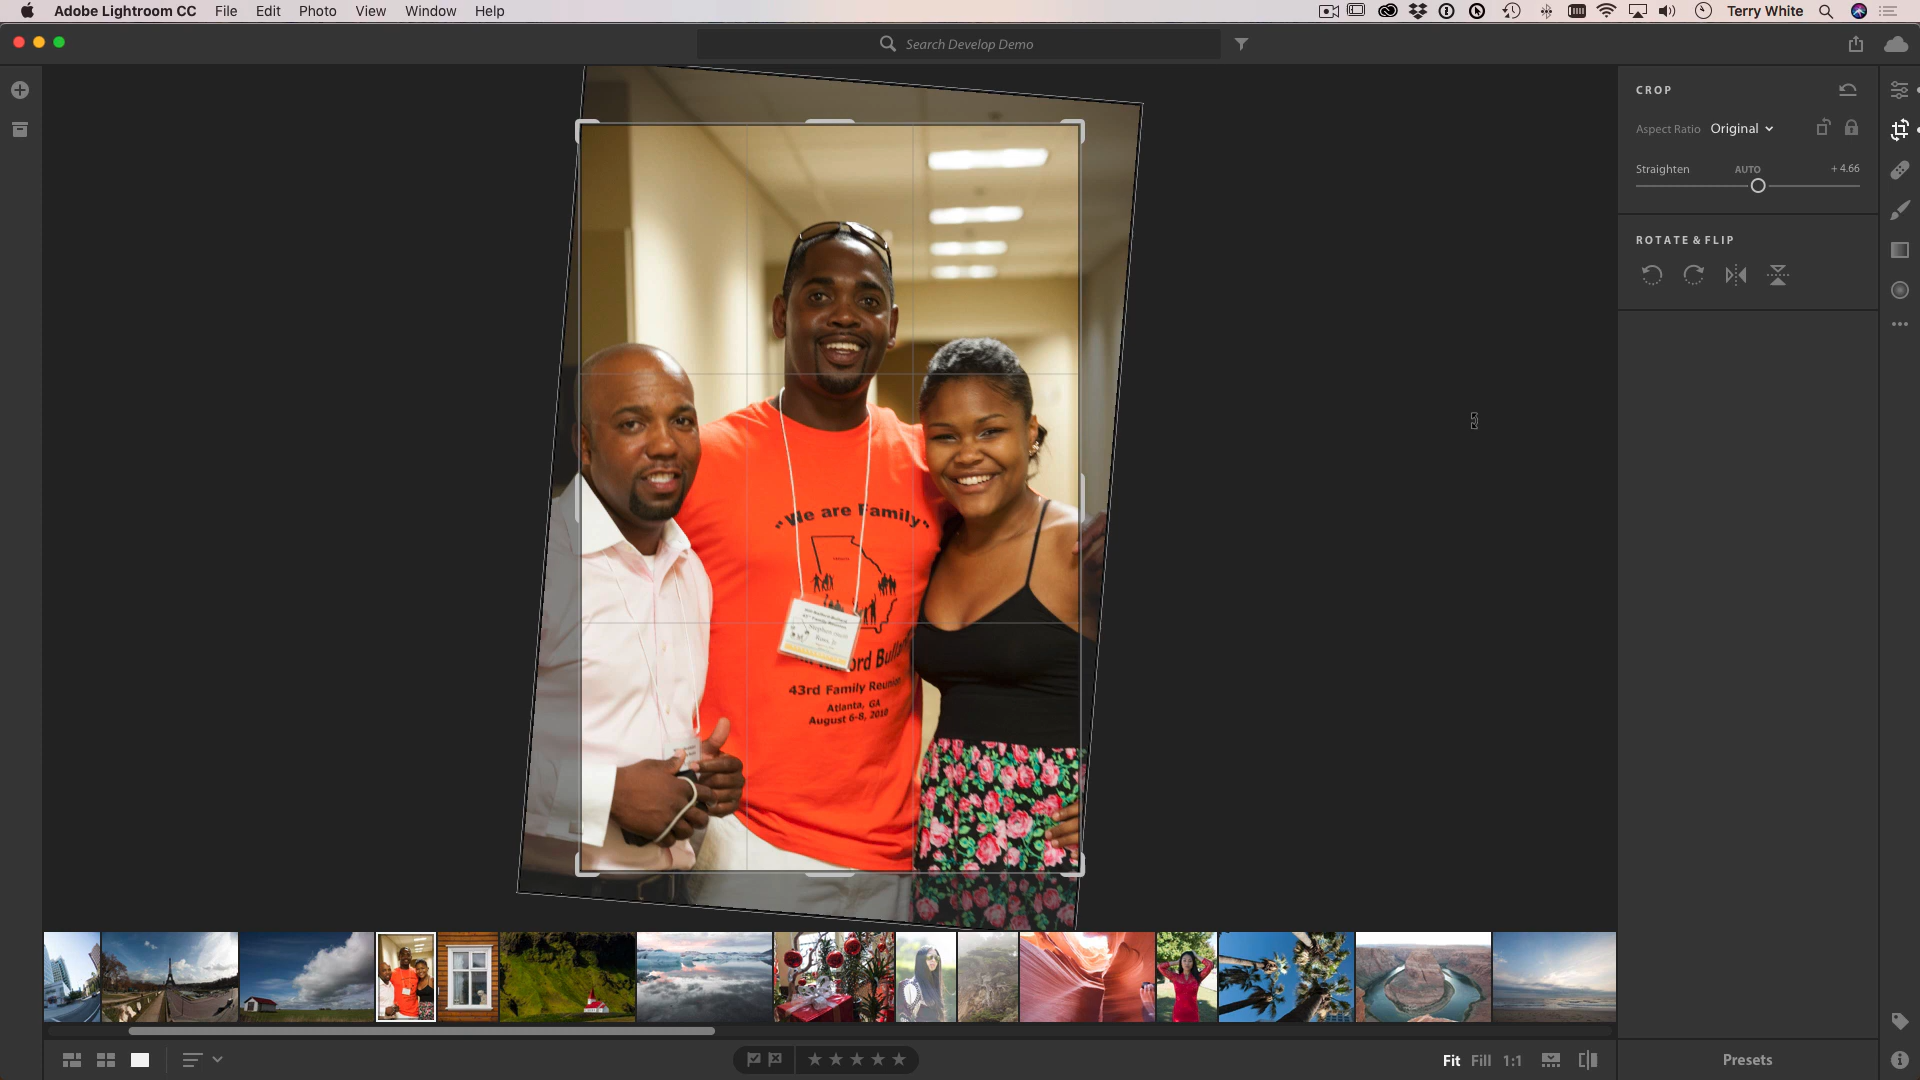 Adobe Lightroom CC File Edit Photo View Window Help Terry White
Search Develop Demo
CROP
Aspect Ratio Original
Straighten AUTO + 4.66
ROTATE & FLIP
"We are Family"
43rd Family Reunion
Atlanta, GA
August 6-8, 2010
Fit Fill 1:1
Presets